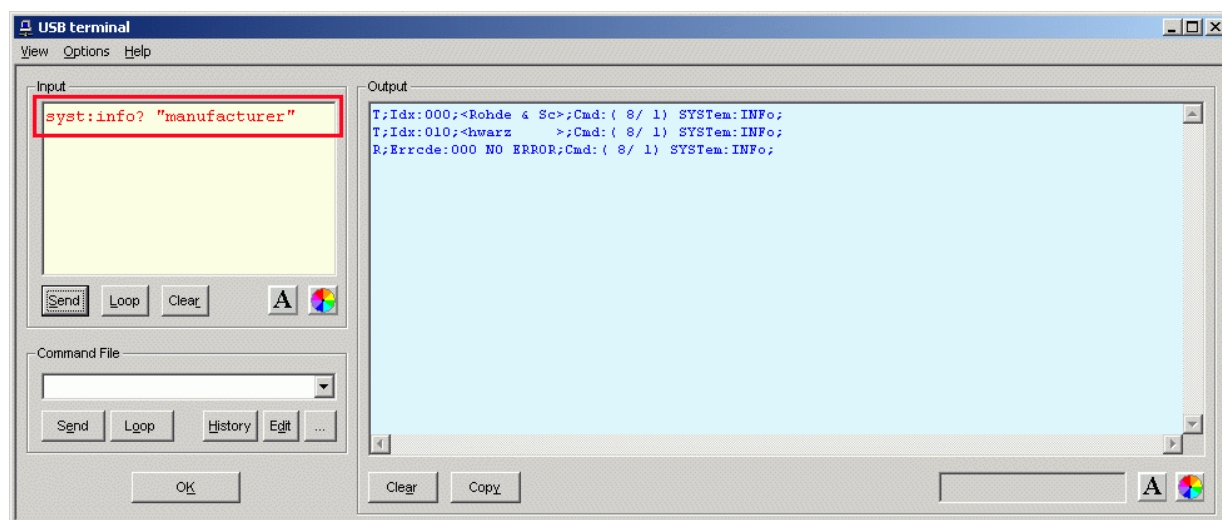 USB terminal
View Options Help
Input
syst:info? "manufacturer"
Send Loop Clear A
Command File
Send Loop History Edit ...
OK
Output
T;Idx:000;<Rohde & Sc>;Cmd:( 8/ 1) SYSTem:INFo;
T;Idx:010;<hwarz     >;Cmd:( 8/ 1) SYSTem:INFo;
R;Errcde:000 NO ERROR;Cmd:( 8/ 1) SYSTem:INFo;
Clear Copy A